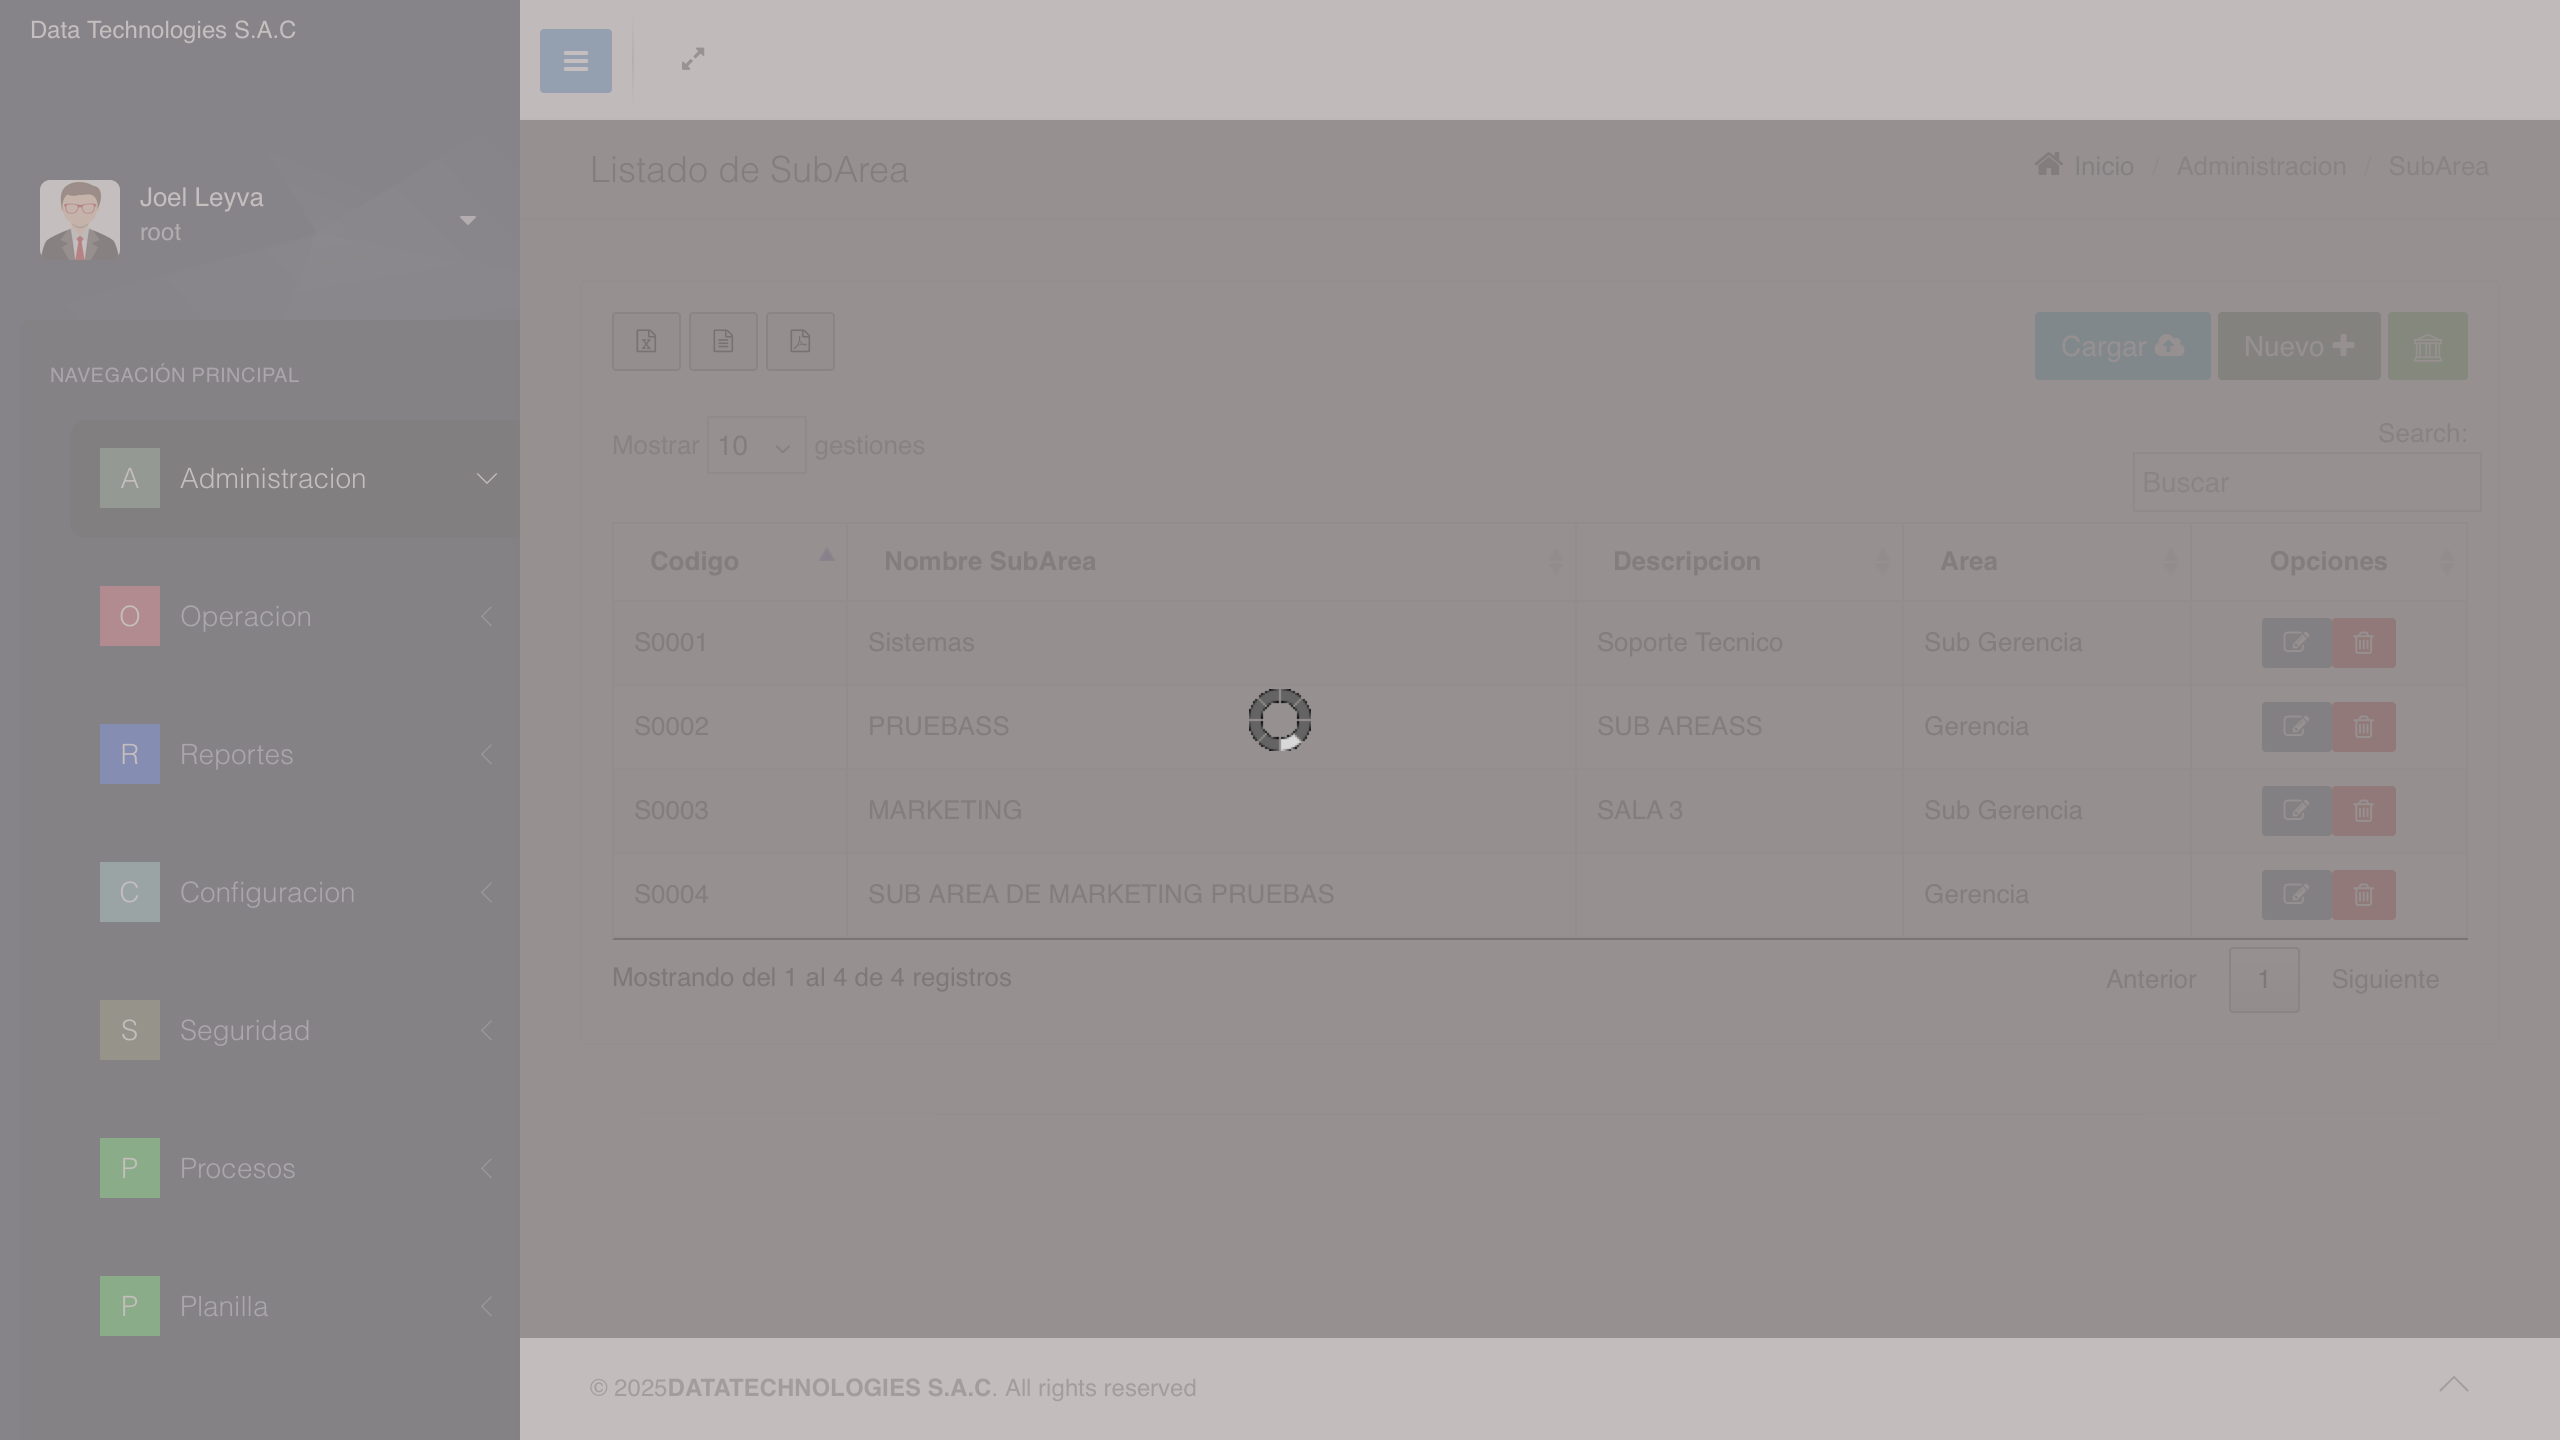 Data Technologies S.A.C
Joel Leyva
root
NAVEGACIÓN PRINCIPAL
A Administracion
O Operacion
R Reportes
C Configuracion
S Seguridad
P Procesos
P Planilla
Listado de SubArea
Inicio / Administracion / SubArea
Cargar Nuevo
Mostrar 10 gestiones
Search:
Buscar
Codigo Nombre SubArea Descripcion Area Opciones
S0001 Sistemas Soporte Tecnico Sub Gerencia
S0002 PRUEBASS SUB AREASS Gerencia
S0003 MARKETING SALA 3 Sub Gerencia
S0004 SUB AREA DE MARKETING PRUEBAS Gerencia
Mostrando del 1 al 4 de 4 registros
Anterior 1 Siguiente
© 2025DATATECHNOLOGIES S.A.C. All rights reserved